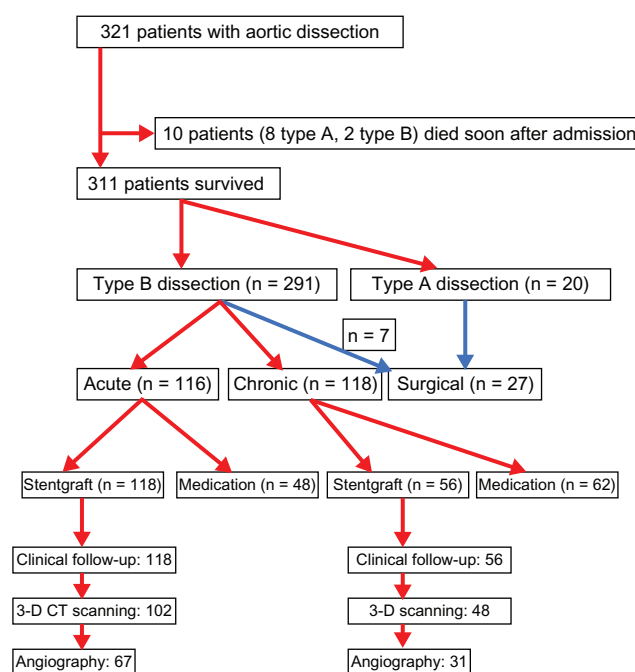 321 patients with aortic dissection
10 patients (8 type A, 2 type B) died soon after admission
311 patients survived
Type B dissection (n = 291)
Type A dissection (n = 20)
n = 7
Acute (n = 116)
Chronic (n = 118)
Surgical (n = 27)
Stentgraft (n = 118)
Medication (n = 48)
Stentgraft (n = 56)
Medication (n = 62)
Clinical follow-up: 118
Clinical follow-up: 56
3-D CT scanning: 102
3-D scanning: 48
Angiography: 67
Angiography: 31